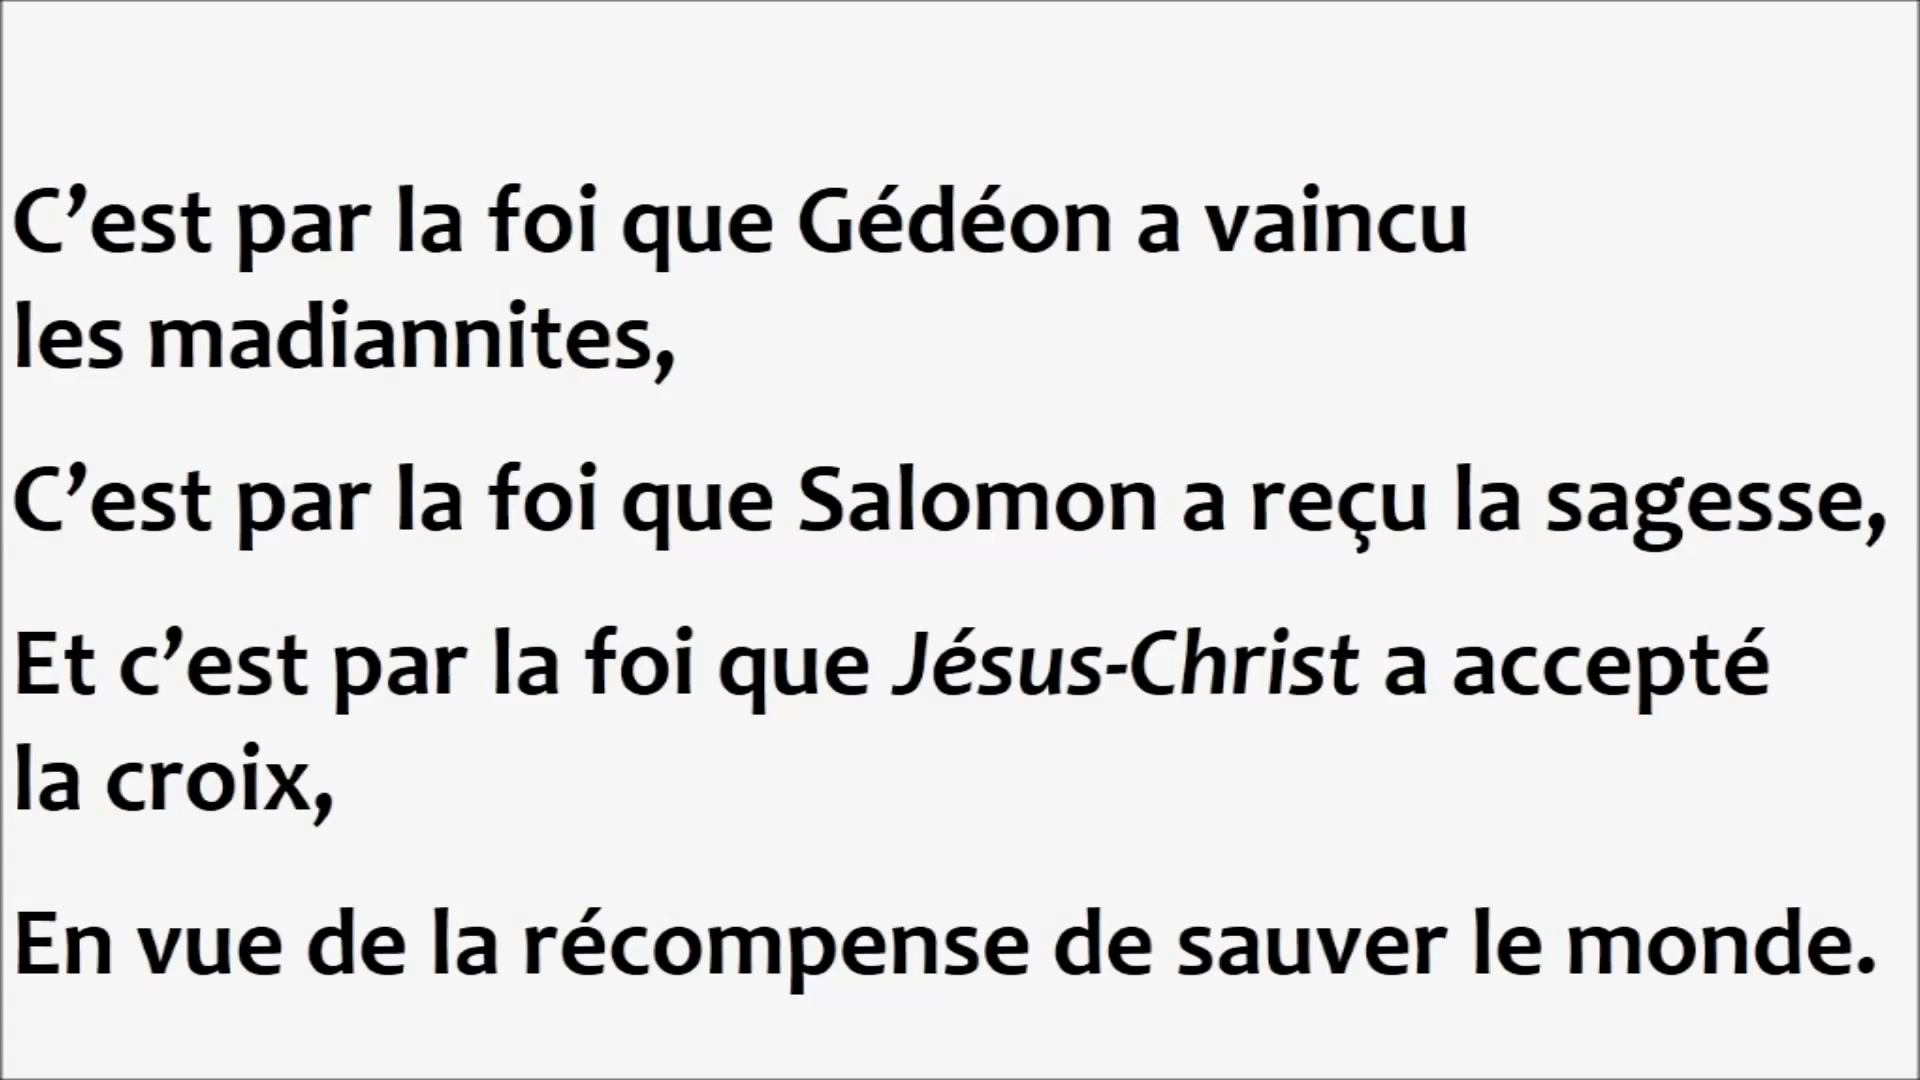 C’est par la foi que Gédéon a vaincu
les madiannites,
C’est par la foi que Salomon a reçu la sagesse,
Et c’est par la foi que Jésus-Christ a accepté
la croix,
En vue de la récompense de sauver le monde.